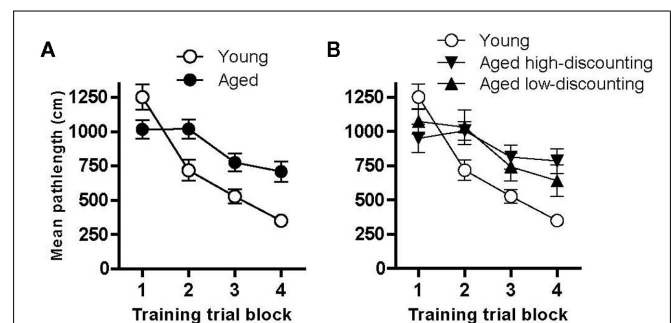 A
Young
Aged
Mean pathlength (cm)
1250
1000
750
500
250
0
1 2 3 4
Training trial block
B
Young
Aged high-discounting
Aged low-discounting
1250
1000
750
500
250
0
1 2 3 4
Training trial block